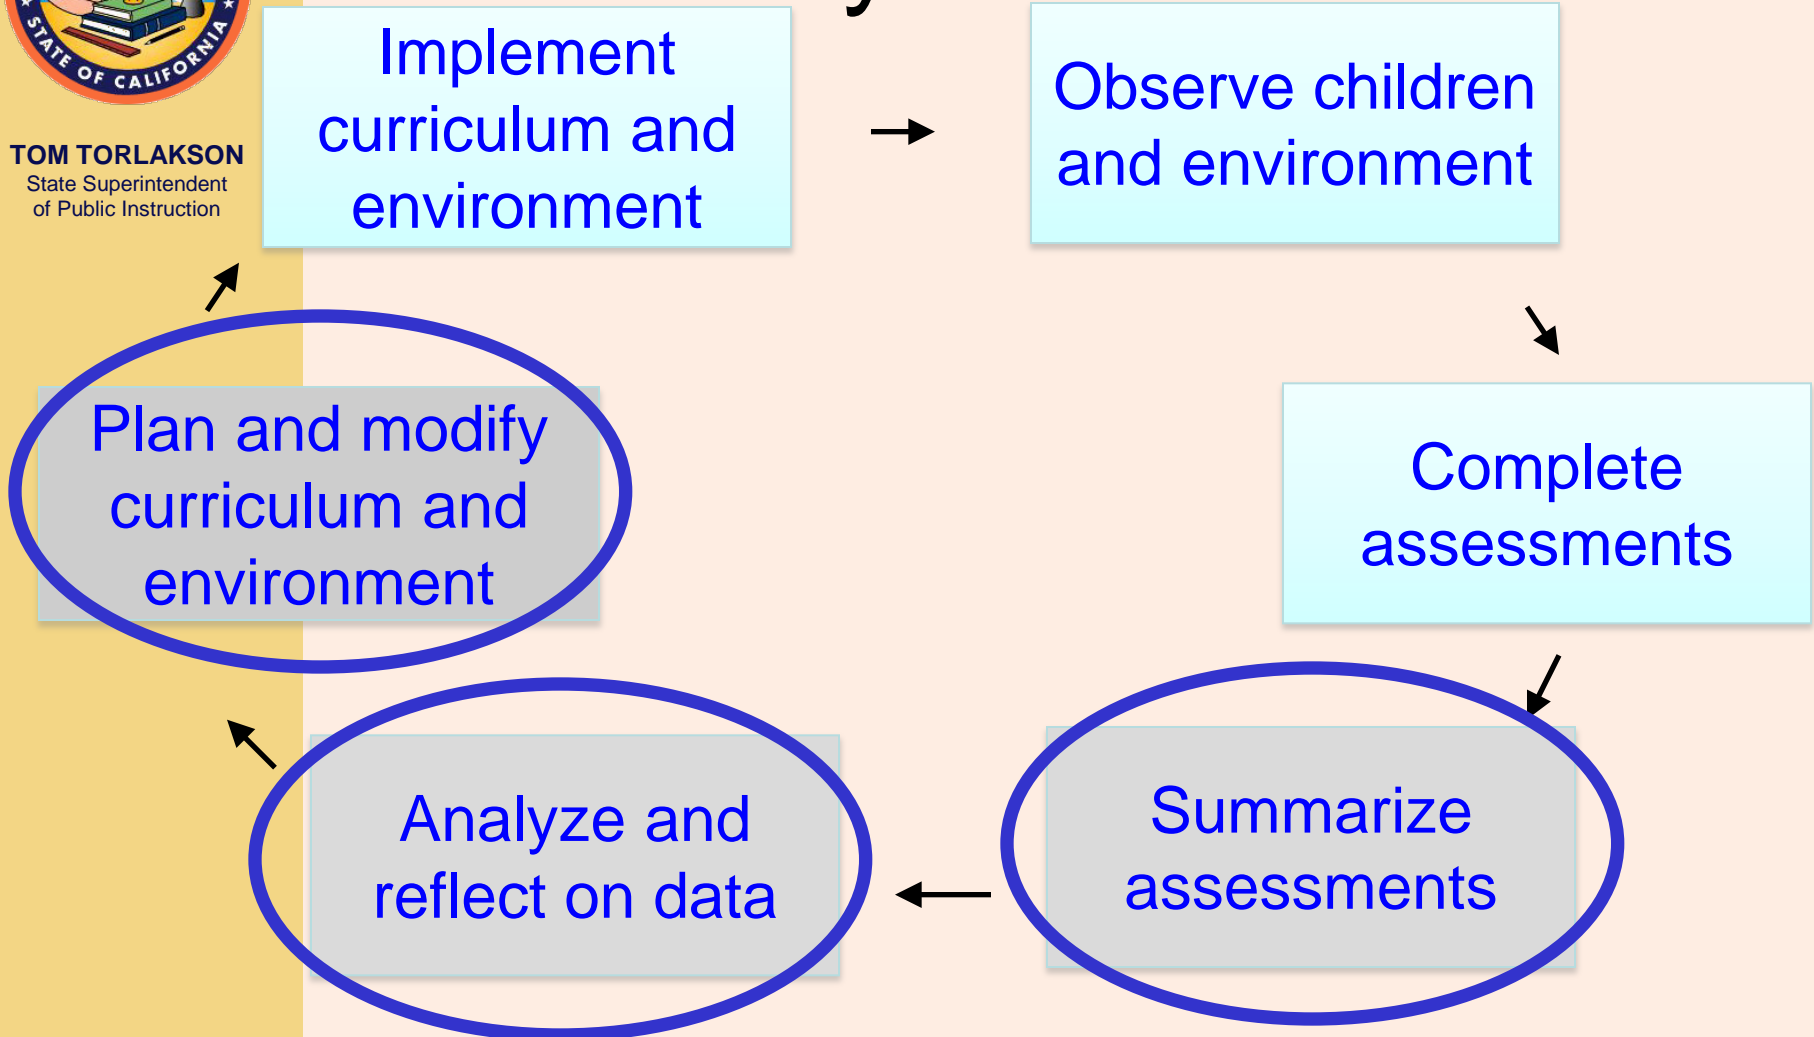 STATE OF CALIFORNIA
TOM TORLAKSON
State Superintendent
of Public Instruction
Implement
curriculum and
environment
Observe children
and environment
Complete
assessments
Summarize
assessments
Analyze and
reflect on data
Plan and modify
curriculum and
environment